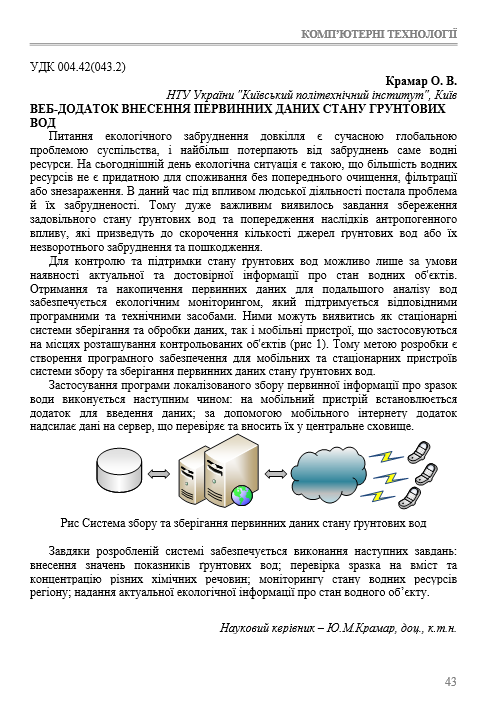 КОМП'ЮТЕРНІ ТЕХНОЛОГІЇ
УДК 004.42(043.2)
Крамар О. В.
НТУ України "Київський політехнічний інститут", Київ
ВЕБ-ДОДАТОК ВНЕСЕННЯ ПЕРВИННИХ ДАНИХ СТАНУ ГРУНТОВИХ
ВОД
Питання екологічного забруднення довкілля є сучасною глобальною
проблемою суспільства, і найбільш потерпають від забруднень саме водні
ресурси. На сьогоднішній день екологічна ситуація є такою, що більшість водних
ресурсів не є придатною для споживання без попереднього очищення, фільтрації
або знезараження. В даний час під впливом людської діяльності постала проблема
й їх забрудненості. Тому дуже важливим виявилось завдання збереження
задовільного стану ґрунтових вод та попередження наслідків антропогенного
впливу, які призведуть до скорочення кількості джерел ґрунтових вод або їх
незворотнього забруднення та пошкодження.
Для контролю та підтримки стану ґрунтових вод можливо лише за умови
наявності актуальної та достовірної інформації про стан водних об'єктів.
Отримання та накопичення первинних даних для подальшого аналізу вод
забезпечується екологічним моніторингом, який підтримується відповідними
програмними та технічними засобами. Ними можуть виявитись як стаціонарні
системи зберігання та обробки даних, так і мобільні пристрої, що застосовуються
на місцях розташування контрольованих об'єктів (рис 1). Тому метою розробки є
створення програмного забезпечення для мобільних та стаціонарних пристроїв
системи збору та зберігання первинних даних стану ґрунтових вод.
Застосування програми локалізованого збору первинної інформації про зразок
води виконується наступним чином: на мобільний пристрій встановлюється
додаток для введення даних; за допомогою мобільного інтернету додаток
надсилає дані на сервер, що перевіряє та вносить їх у центральне сховище.
Рис Система збору та зберігання первинних даних стану ґрунтових вод
Завдяки розробленій системі забезпечується виконання наступних завдань:
внесення значень показників ґрунтових вод; перевірка зразка на вміст та
концентрацію різних хімічних речовин; моніторингу стану водних ресурсів
регіону; надання актуальної екологічної інформації про стан водного об’єкту.
Науковий керівник – Ю.М.Крамар, доц., к.т.н.
43